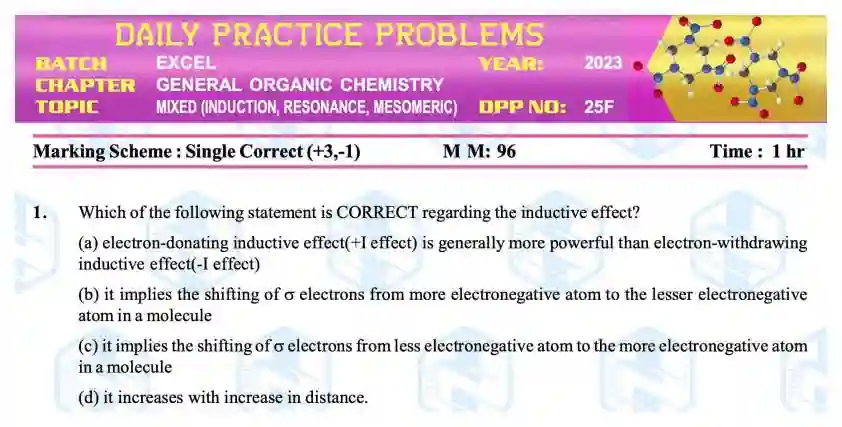 DAILY PRACTICE PROBLEMS
BATCH EXCEL YEAR: 2023
CHAPTER GENERAL ORGANIC CHEMISTRY
TOPIC MIXED (INDUCTION, RESONANCE, MESOMERIC) DPP NO: 25F
Marking Scheme : Single Correct (+3,-1) M M: 96 Time : 1 hr
1. Which of the following statement is CORRECT regarding the inductive effect?
(a) electron-donating inductive effect(+I effect) is generally more powerful than electron-withdrawing
inductive effect(-I effect)
(b) it implies the shifting of σ electrons from more electronegative atom to the lesser electronegative
atom in a molecule
(c) it implies the shifting of σ electrons from less electronegative atom to the more electronegative atom
in a molecule
(d) it increases with increase in distance.